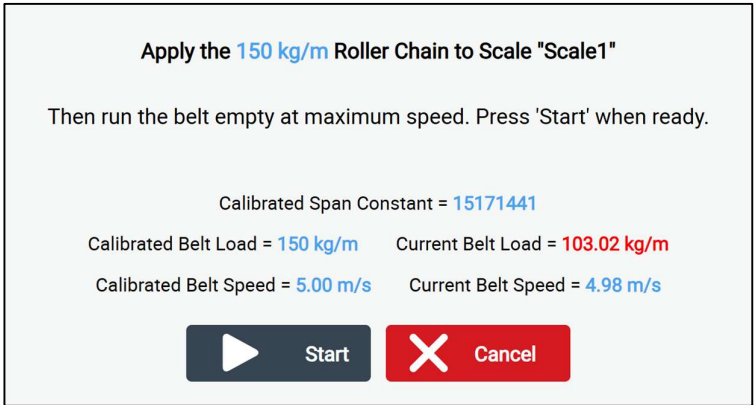 Apply the 150 kg/m Roller Chain to Scale "Scale1"
Then run the belt empty at maximum speed. Press 'Start' when ready.
Calibrated Span Constant = 15171441
Calibrated Belt Load = 150 kg/m Current Belt Load = 103.02 kg/m
Calibrated Belt Speed = 5.00 m/s Current Belt Speed = 4.98 m/s
Start Cancel